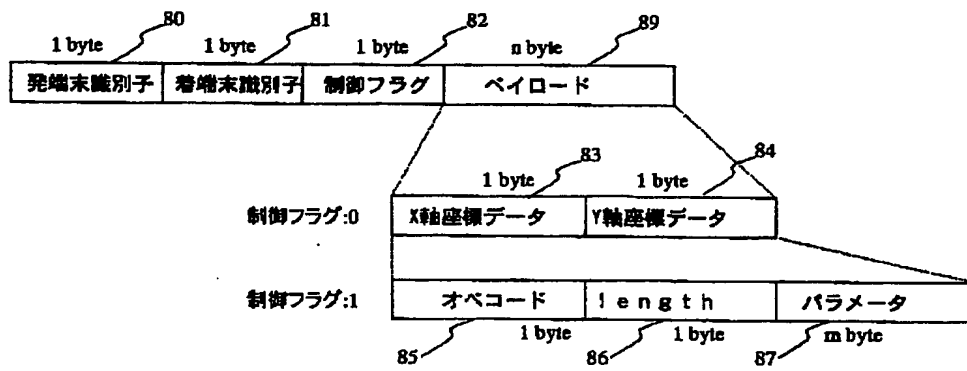 80 81 82 89
1 byte 1 byte 1 byte n byte
発端末識別子 着端末識別子 制御フラグ ペイロード
83 84
1 byte 1 byte
制御フラグ:0 X軸座標データ Y軸座標データ
制御フラグ:1 オペコード length パラメータ
1 byte 1 byte m byte
85 86 87